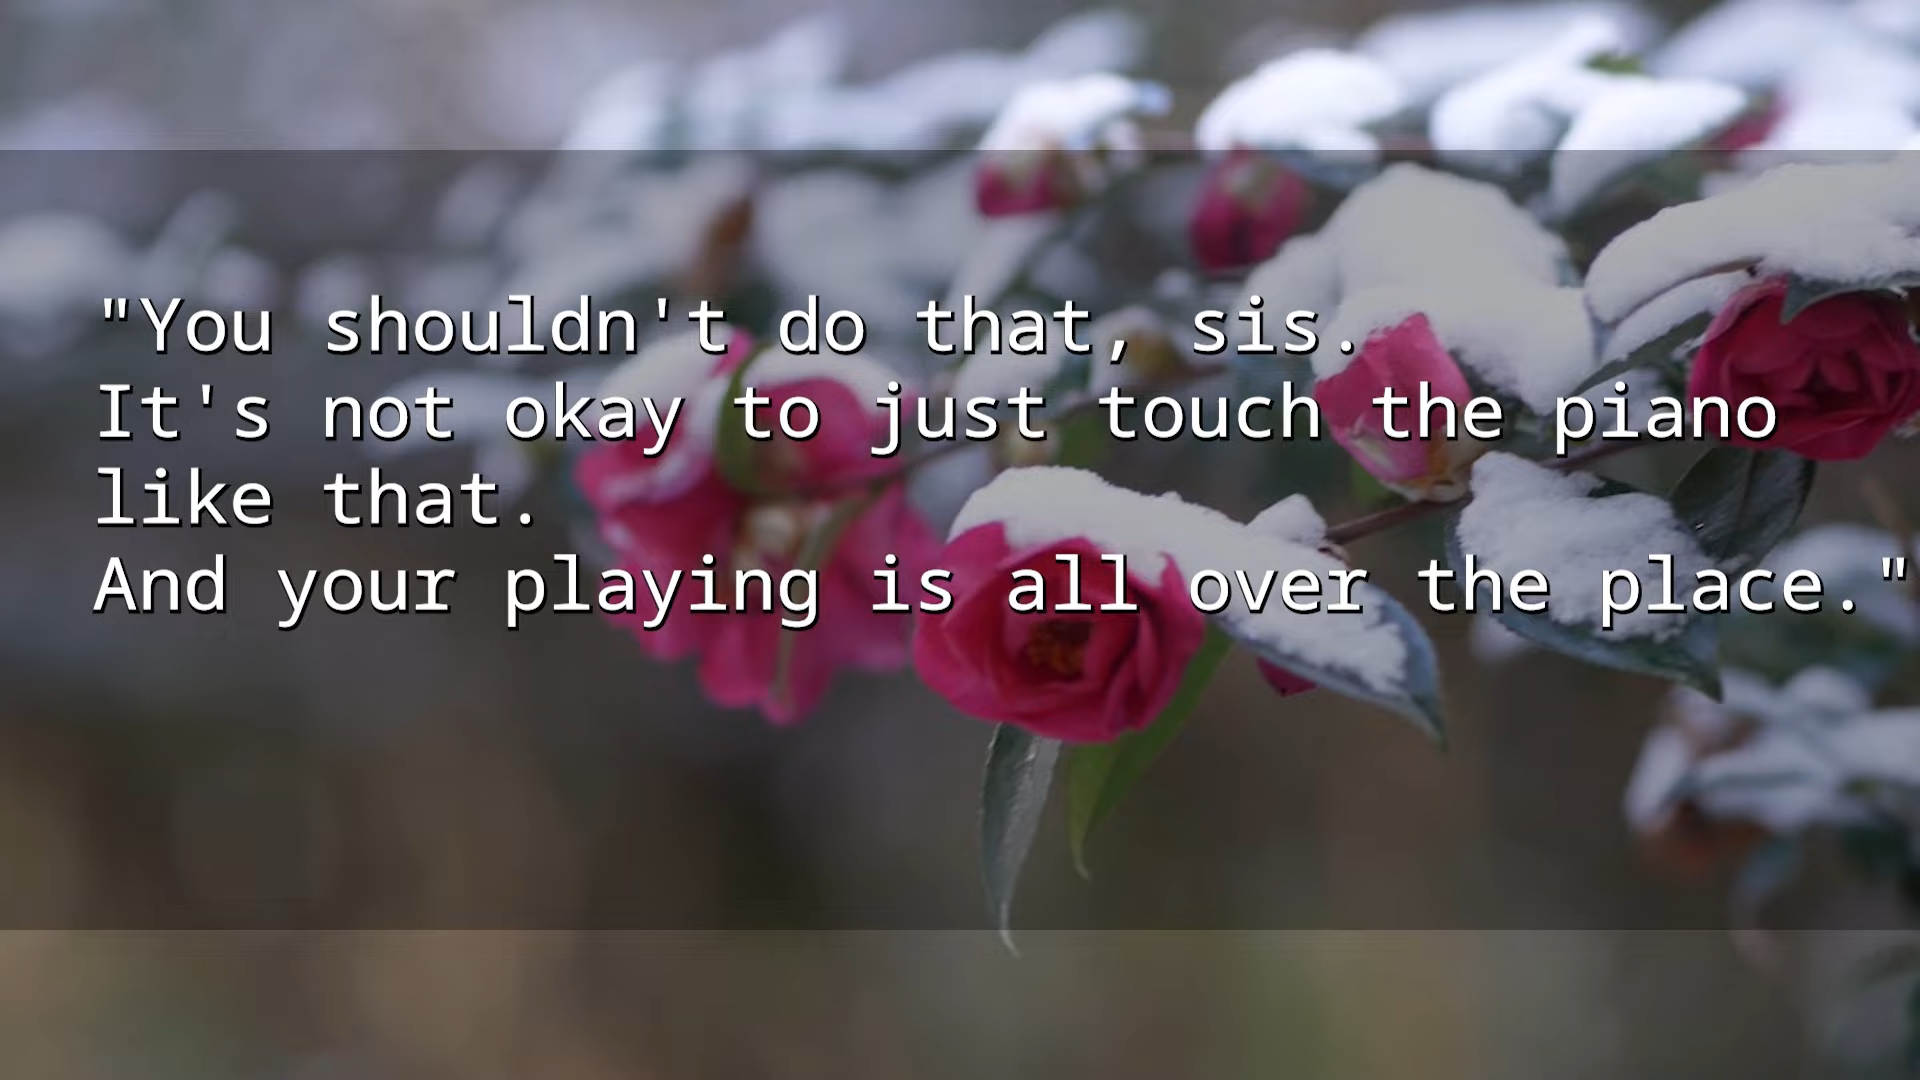 "You shouldn't do that, sis.
It's not okay to just touch the piano
like that.
And your playing is all over the place."